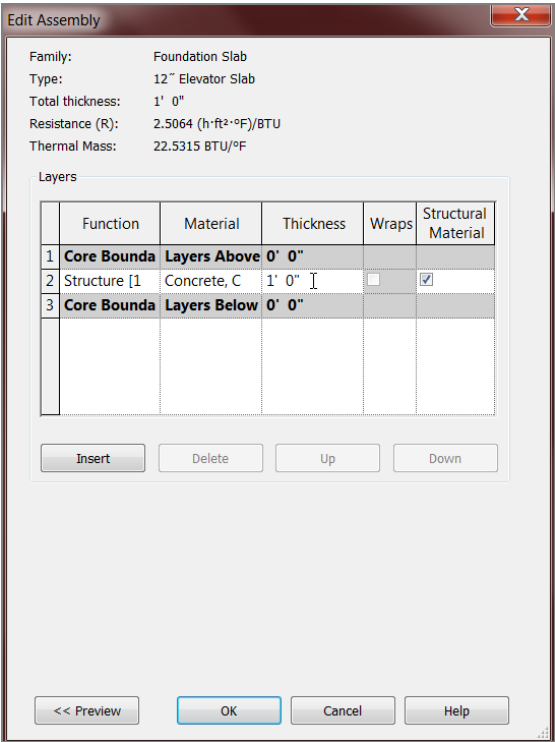 Edit Assembly
Family: Foundation Slab
Type: 12˝ Elevator Slab
Total thickness: 1' 0"
Resistance (R): 2.5064 (h·ft²·°F)/BTU
Thermal Mass: 22.5315 BTU/°F
Layers
Function Material Thickness Wraps Structural Material
1 Core Bounda Layers Above 0' 0"
2 Structure [1 Concrete, C 1' 0"
3 Core Bounda Layers Below 0' 0"
Insert Delete Up Down
<< Preview OK Cancel Help